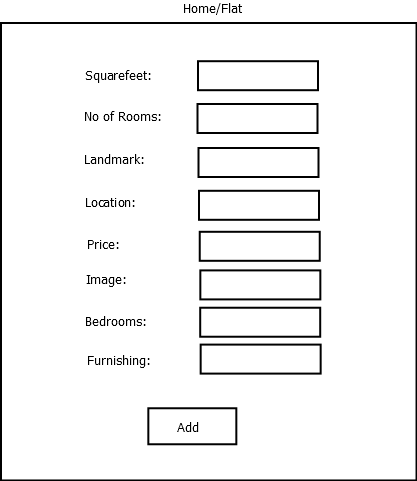 Home/Flat
Squarefeet:
No of Rooms:
Landmark:
Location:
Price:
Image:
Bedrooms:
Furnishing:
Add